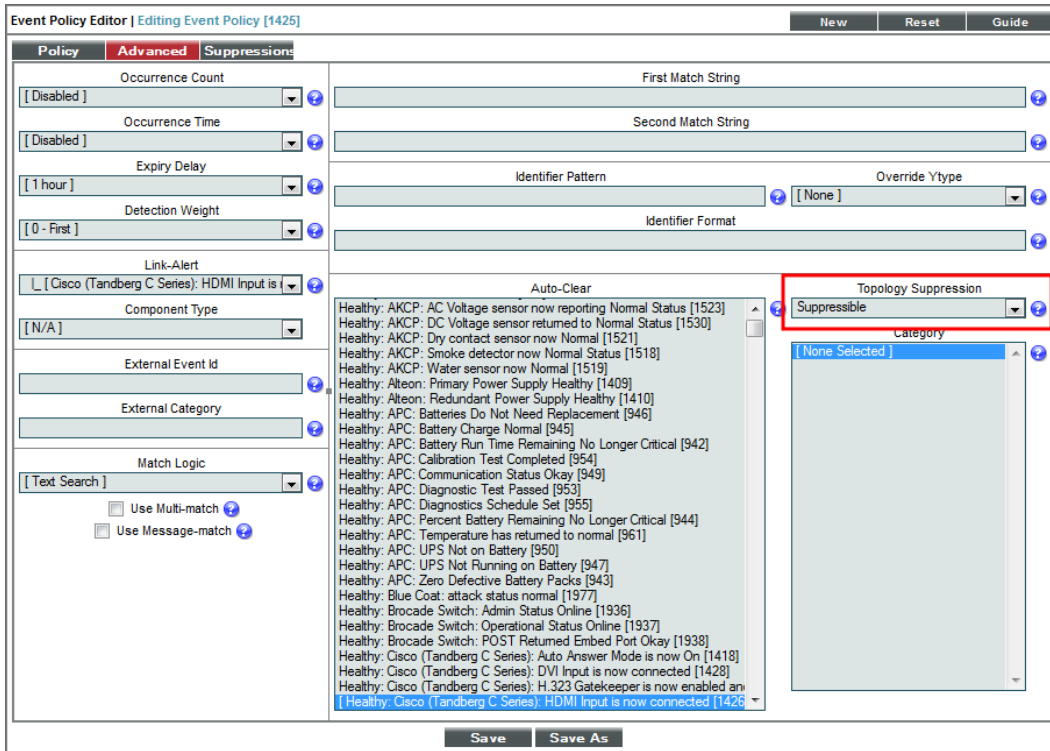 Event Policy Editor | Editing Event Policy [1425]
New
Reset
Guide
Policy
Advanced
Suppressions
Occurrence Count
[ Disabled ]
Occurrence Time
[ Disabled ]
Expiry Delay
[ 1 hour ]
Detection Weight
[ 0 - First ]
Link-Alert
|_ [ Cisco (Tandberg C Series): HDMI Input is
Component Type
[ N/A ]
External Event Id
External Category
Match Logic
[ Text Search ]
Use Multi-match
Use Message-match
First Match String
Second Match String
Identifier Pattern
Override Ytype
[ None ]
Identifier Format
Auto-Clear
Healthy: AKCP: AC Voltage sensor now reporting Normal Status [1523]
Healthy: AKCP: DC Voltage sensor returned to Normal Status [1530]
Healthy: AKCP: Dry contact sensor now Normal [1521]
Healthy: AKCP: Smoke detector now Normal Status [1518]
Healthy: AKCP: Water sensor now Normal [1519]
Healthy: Alteon: Primary Power Supply Healthy [1409]
Healthy: Alteon: Redundant Power Supply Healthy [1410]
Healthy: APC: Batteries Do Not Need Replacement [946]
Healthy: APC: Battery Charge Normal [945]
Healthy: APC: Battery Run Time Remaining No Longer Critical [942]
Healthy: APC: Calibration Test Completed [954]
Healthy: APC: Communication Status Okay [949]
Healthy: APC: Diagnostic Test Passed [953]
Healthy: APC: Diagnostics Schedule Set [955]
Healthy: APC: Percent Battery Remaining No Longer Critical [944]
Healthy: APC: Temperature has returned to normal [961]
Healthy: APC: UPS Not on Battery [950]
Healthy: APC: UPS Not Running on Battery [947]
Healthy: APC: Zero Defective Battery Packs [943]
Healthy: Blue Coat: attack status normal [1977]
Healthy: Brocade Switch: Admin Status Online [1936]
Healthy: Brocade Switch: Operational Status Online [1937]
Healthy: Brocade Switch: POST Returned Embed Port Okay [1938]
Healthy: Cisco (Tandberg C Series): Auto Answer Mode is now On [1418]
Healthy: Cisco (Tandberg C Series): DVI Input is now connected [1428]
Healthy: Cisco (Tandberg C Series): H.323 Gatekeeper is now enabled an
[ Healthy: Cisco (Tandberg C Series): HDMI Input is now connected [1426
Topology Suppression
Suppressible
Category
[ None Selected ]
Save
Save As